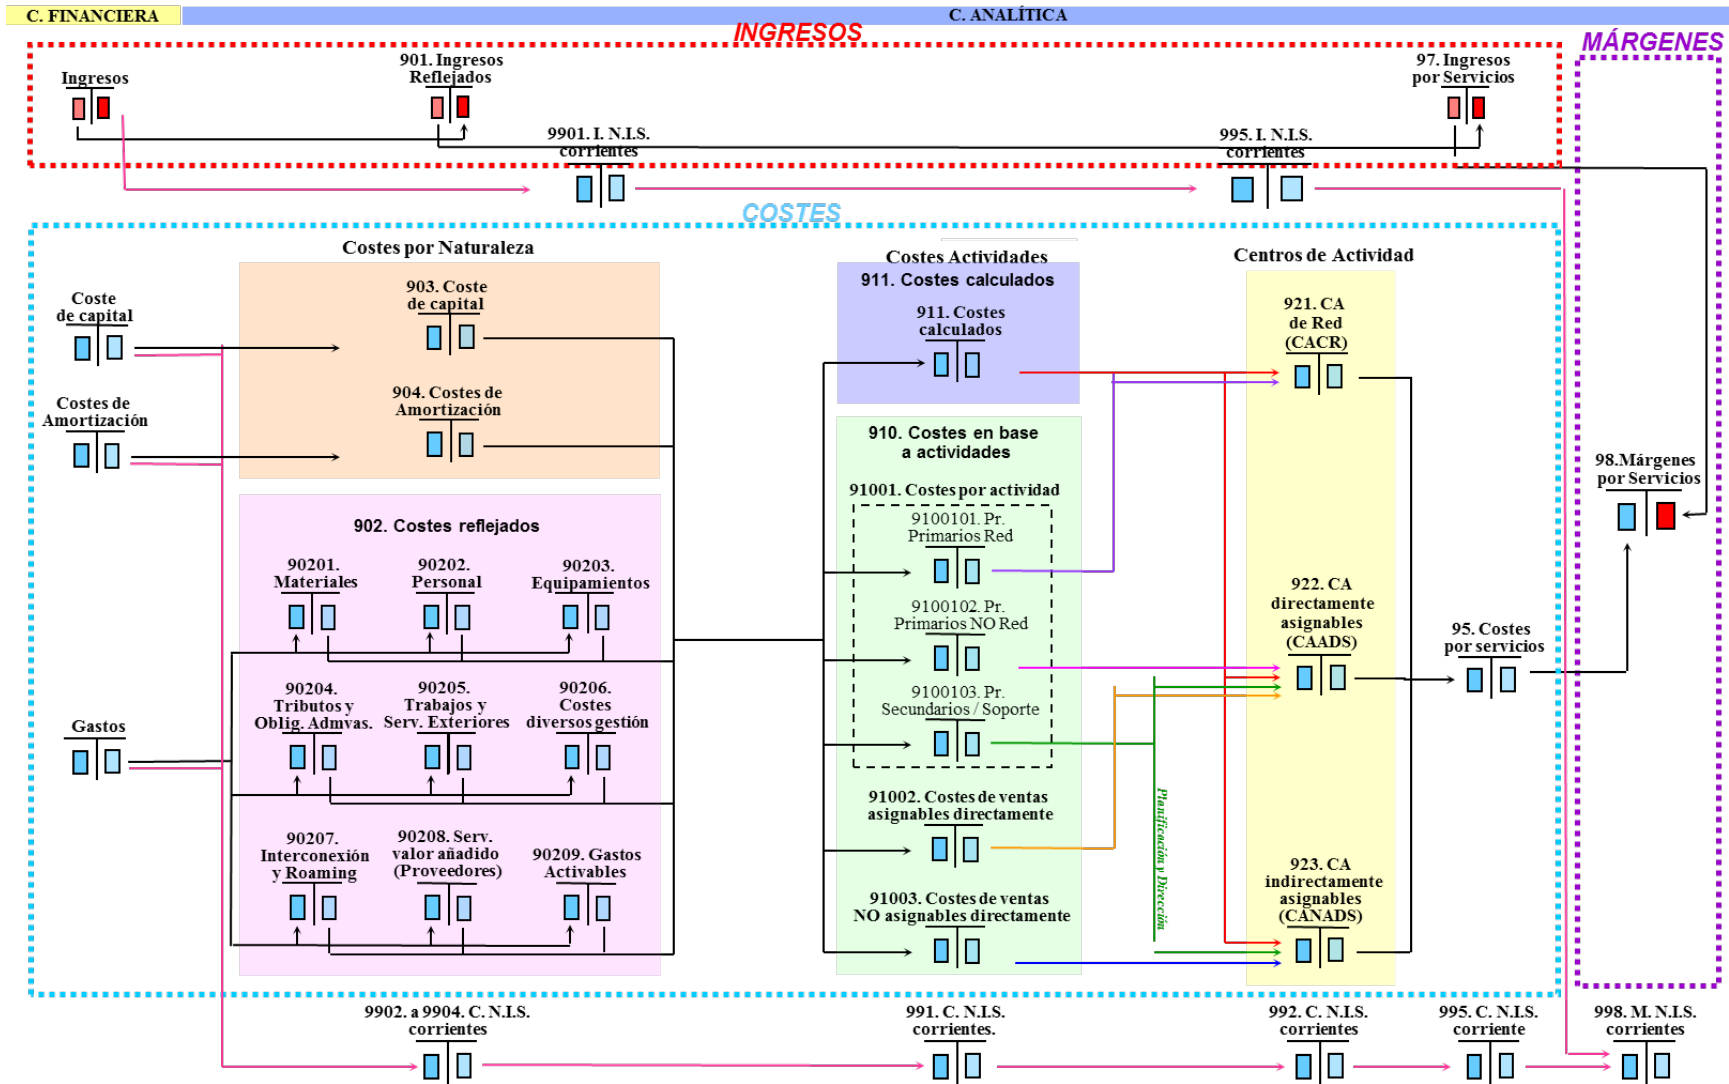 C. FINANCIERA
C. ANALÍTICA
INGRESOS
MÁRGENES
Ingresos
901. Ingresos
Reflejados
97. Ingresos
por Servicios
9901. I. N.I.S.
corrientes
995. I. N.I.S.
corrientes
COSTES
Costes por Naturaleza
Costes Actividades
Centros de Actividad
Coste
de capital
903. Coste
de capital
911. Costes calculados
911. Costes
calculados
921. CA
de Red
(CACR)
Costes de
Amortización
904. Costes de
Amortización
910. Costes en base
a actividades
98.Márgenes
por Servicios
91001. Costes por actividad
902. Costes reflejados
9100101. Pr.
Primarios Red
90201.
Materiales
90202.
Personal
90203.
Equipamientos
9100102. Pr.
Primarios NO Red
922. CA
directamente
asignables
(CAADS)
95. Costes
por servicios
Gastos
90204.
Tributos y
Oblig. Admvas.
90205.
Trabajos y
Serv. Exteriores
90206.
Costes
diversos gestión
9100103. Pr.
Secundarios / Soporte
91002. Costes de ventas
asignables directamente
Planificación y Dirección
90207.
Interconexión
y Roaming
90208. Serv.
valor añadido
(Proveedores)
90209. Gastos
Activables
91003. Costes de ventas
NO asignables directamente
923. CA
indirectamente
asignables
(CANADS)
9902. a 9904. C. N.I.S.
corrientes
991. C. N.I.S.
corrientes.
992. C. N.I.S.
corrientes
995. C. N.I.S.
corriente
998. M. N.I.S.
corrientes